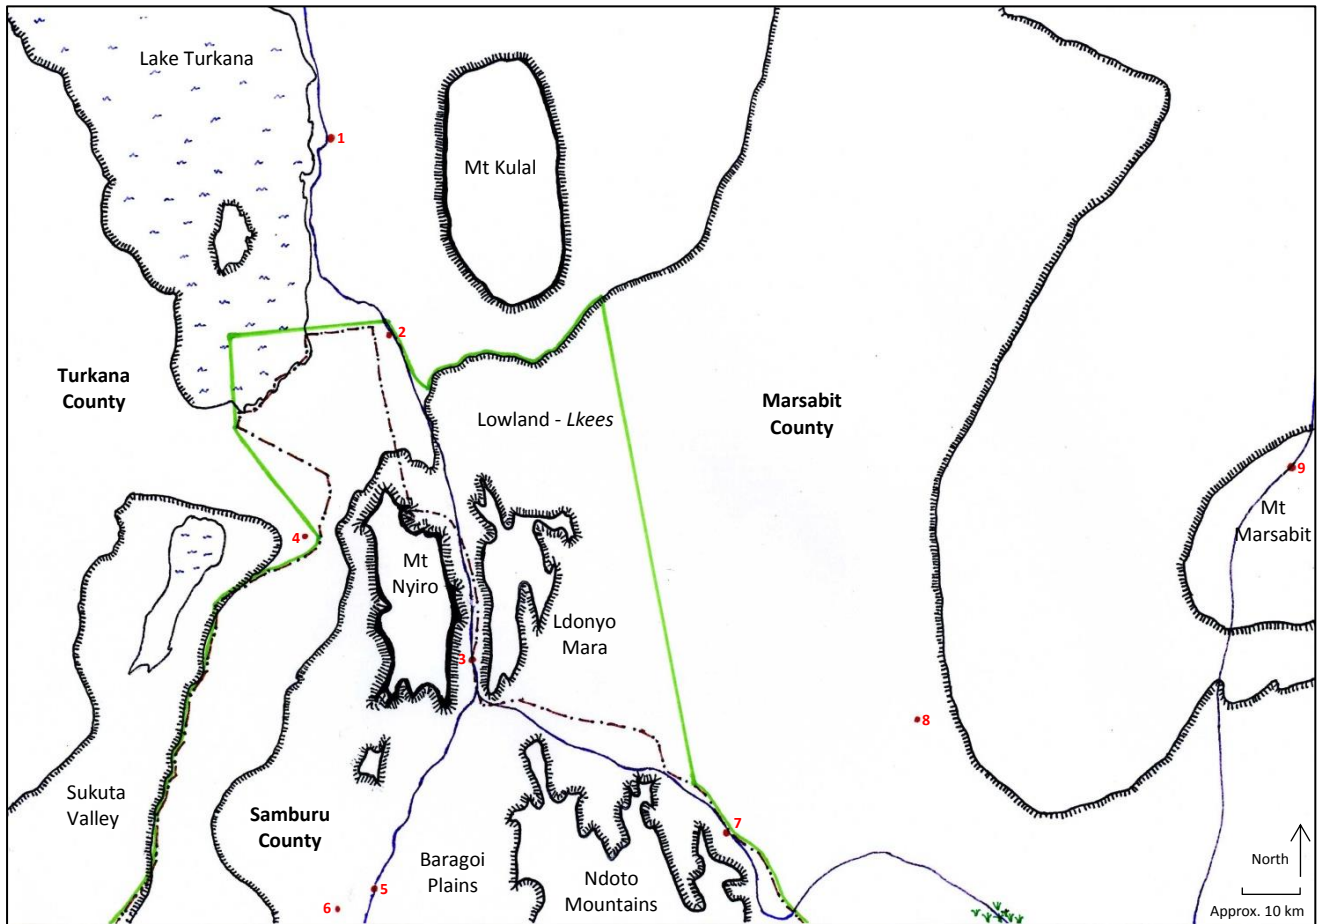 Lake Turkana
1
Mt Kulal
2
Turkana
County
Lowland - Lkees
Marsabit
County
9
Mt
Marsabit
4
Mt
Nyiro
Ldonyo
Mara
3
8
Sukuta
Valley
Samburu
County
7
Baragoi
Plains
Ndoto
Mountains
5
6
North
Approx. 10 km